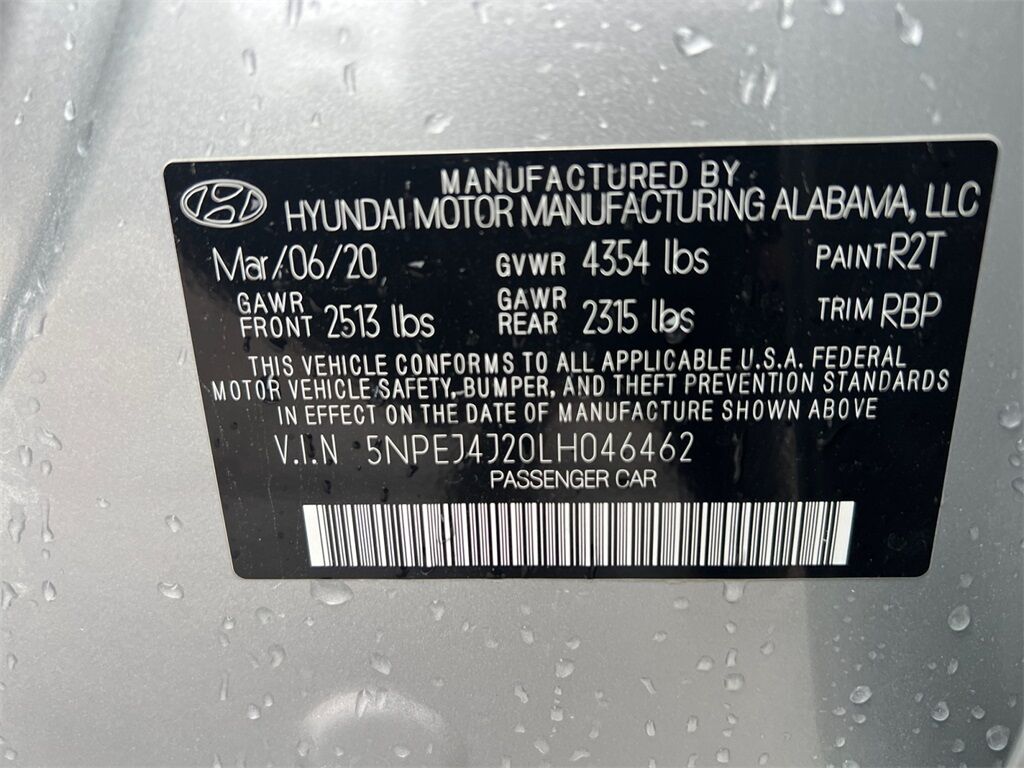 MANUFACTURED BY
HYUNDAI MOTOR MANUFACTURING ALABAMA, LLC
Mar/06/20 GVWR 4354 lbs PAINT R2T
GAWR FRONT 2513 lbs GAWR REAR 2315 lbs TRIM RBP
THIS VEHICLE CONFORMS TO ALL APPLICABLE U.S.A. FEDERAL
MOTOR VEHICLE SAFETY, BUMPER, AND THEFT PREVENTION STANDARDS
IN EFFECT ON THE DATE OF MANUFACTURE SHOWN ABOVE
V.I.N 5NPEJ4J20LH046462
PASSENGER CAR